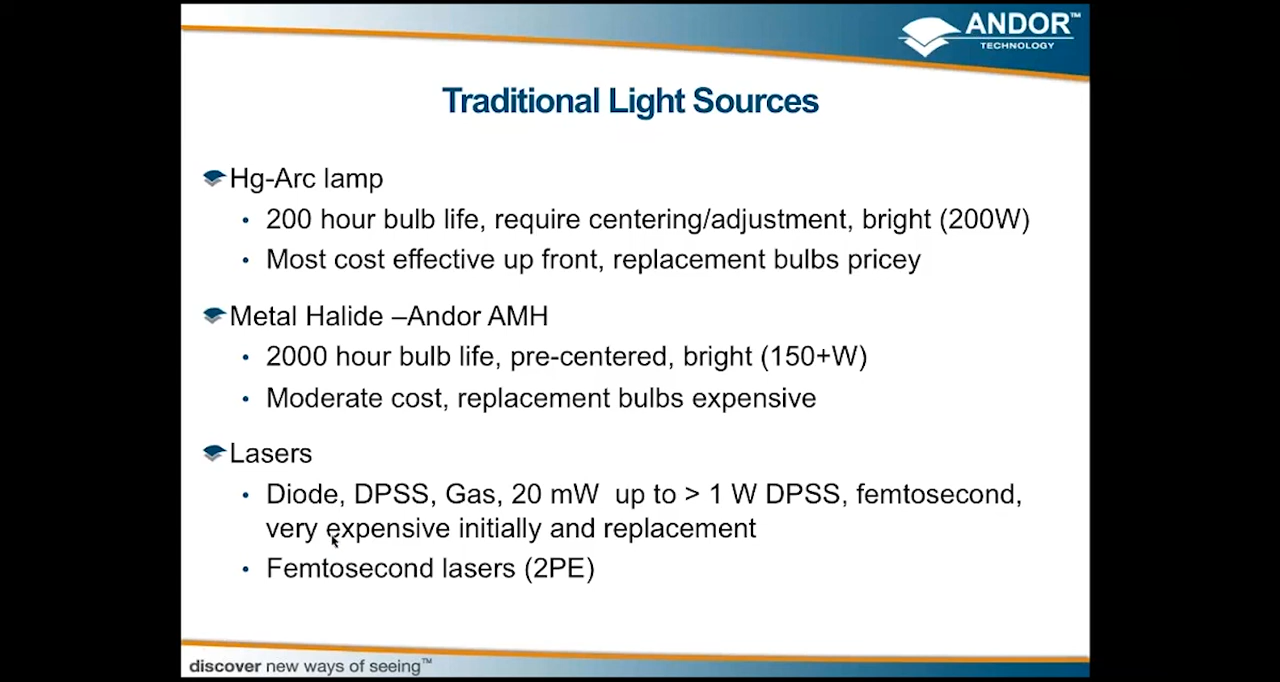 ANDOR™
TECHNOLOGY
Traditional Light Sources
Hg-Arc lamp
• 200 hour bulb life, require centering/adjustment, bright (200W)
• Most cost effective up front, replacement bulbs pricey
Metal Halide –Andor AMH
• 2000 hour bulb life, pre-centered, bright (150+W)
• Moderate cost, replacement bulbs expensive
Lasers
• Diode, DPSS, Gas, 20 mW up to > 1 W DPSS, femtosecond,
very expensive initially and replacement
• Femtosecond lasers (2PE)
discover new ways of seeing™